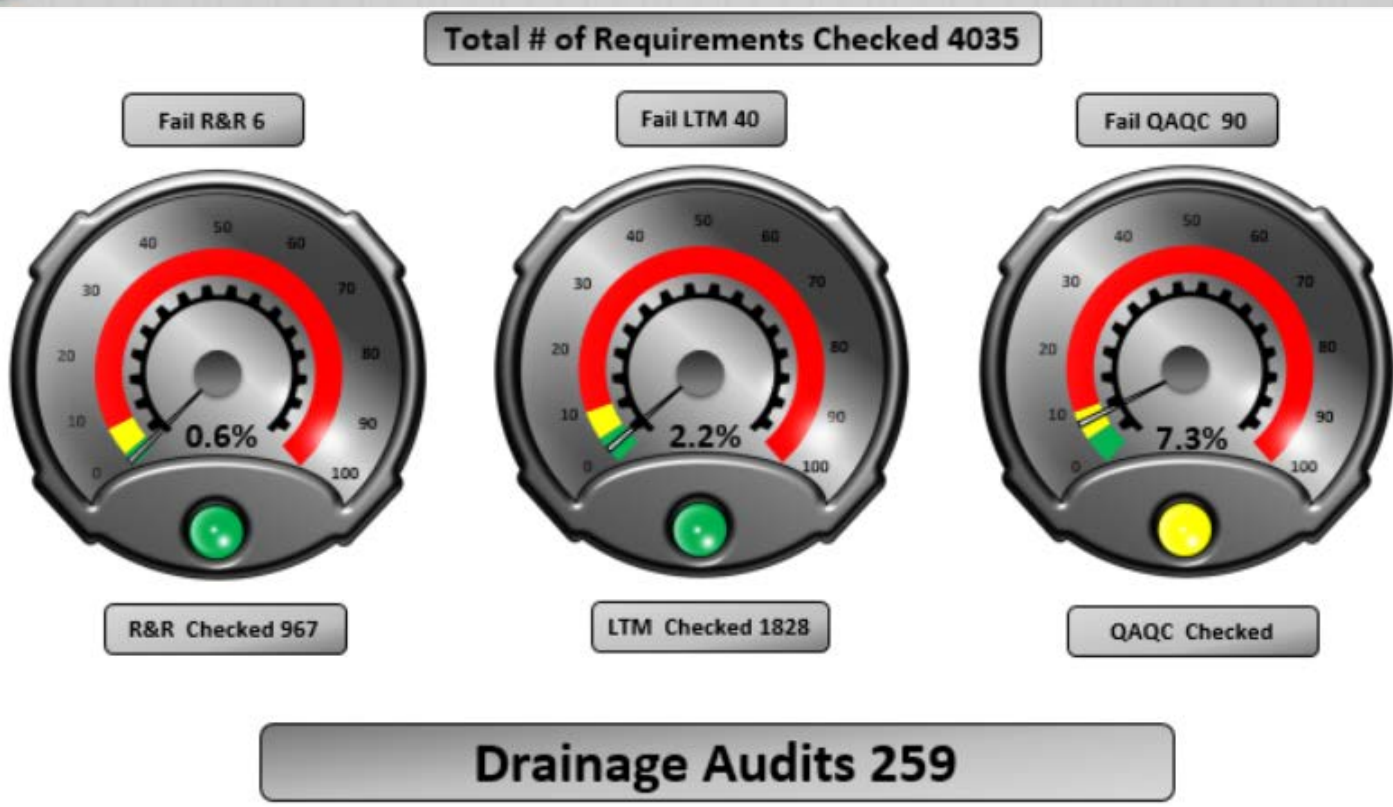 Total # of Requirements Checked 4035
Fail R&R 6
Fail LTM 40
Fail QAQC 90
0 10 20 30 40 50 60 70 80 90 100
0.6%
0 10 20 30 40 50 60 70 80 90 100
2.2%
0 10 20 30 40 50 60 70 80 90 100
7.3%
R&R Checked 967
LTM Checked 1828
QAQC Checked
Drainage Audits 259